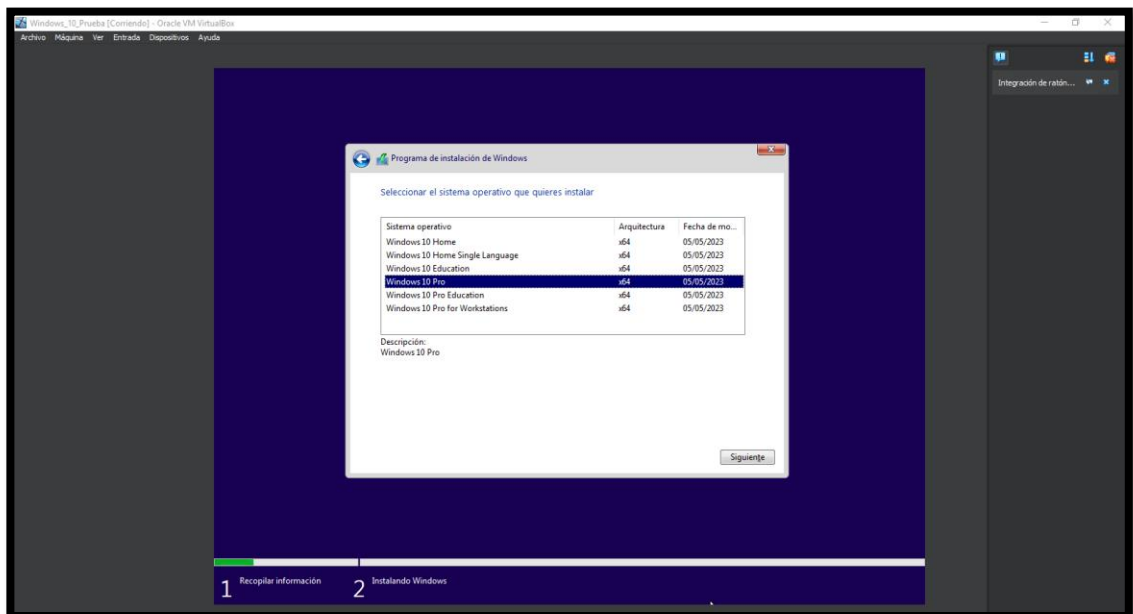 Windows_10_Prueba [Corriendo] - Oracle VM VirtualBox
Archivo Máquina Ver Entrada Dispositivos Ayuda
Integración de ratón...
Programa de instalación de Windows
Seleccionar el sistema operativo que quieres instalar
Sistema operativo Arquitectura Fecha de mo...
Windows 10 Home x64 05/05/2023
Windows 10 Home Single Language x64 05/05/2023
Windows 10 Education x64 05/05/2023
Windows 10 Pro x64 05/05/2023
Windows 10 Pro Education x64 05/05/2023
Windows 10 Pro for Workstations x64 05/05/2023
Descripción:
Windows 10 Pro
Siguiente
1 Recopilar información 2 Instalando Windows